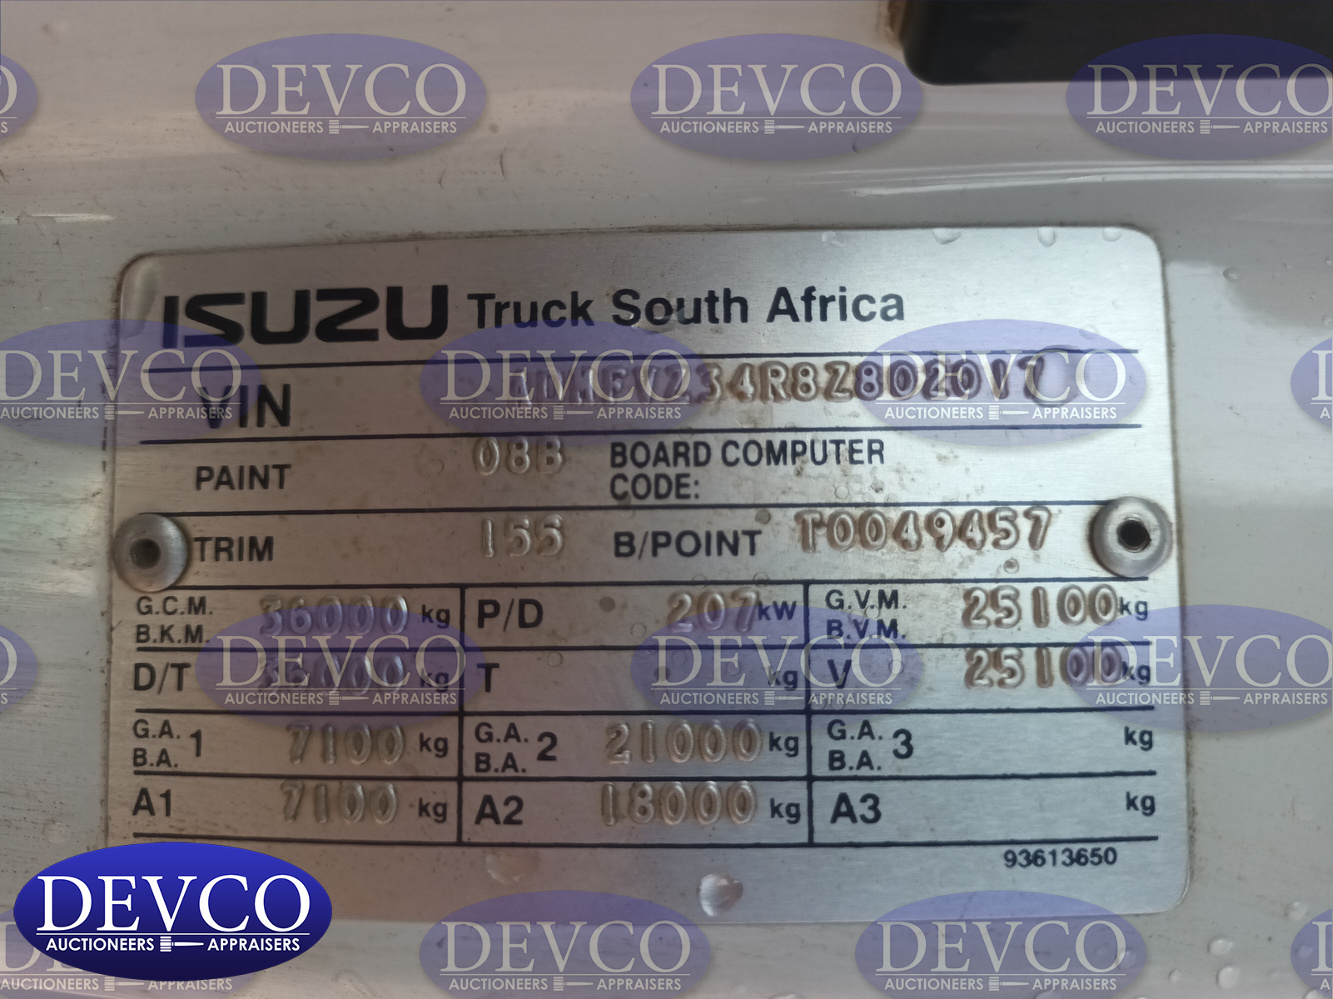 ISUZU Truck South Africa
VIN
PAINT 08B BOARD COMPUTER
CODE:
TRIM 155 B/POINT T0049457
G.C.M.
B.K.M. 36000 kg P/D 207 kW G.V.M.
B.V.M. 25100 kg
D/T kg T kg V 25100 kg
G.A.
B.A. 1 7100 kg G.A.
B.A. 2 21000 kg G.A.
B.A. 3 kg
A1 7100 kg A2 18000 kg A3 kg
93613650
DEVCO
AUCTIONEERS APPRAISERS